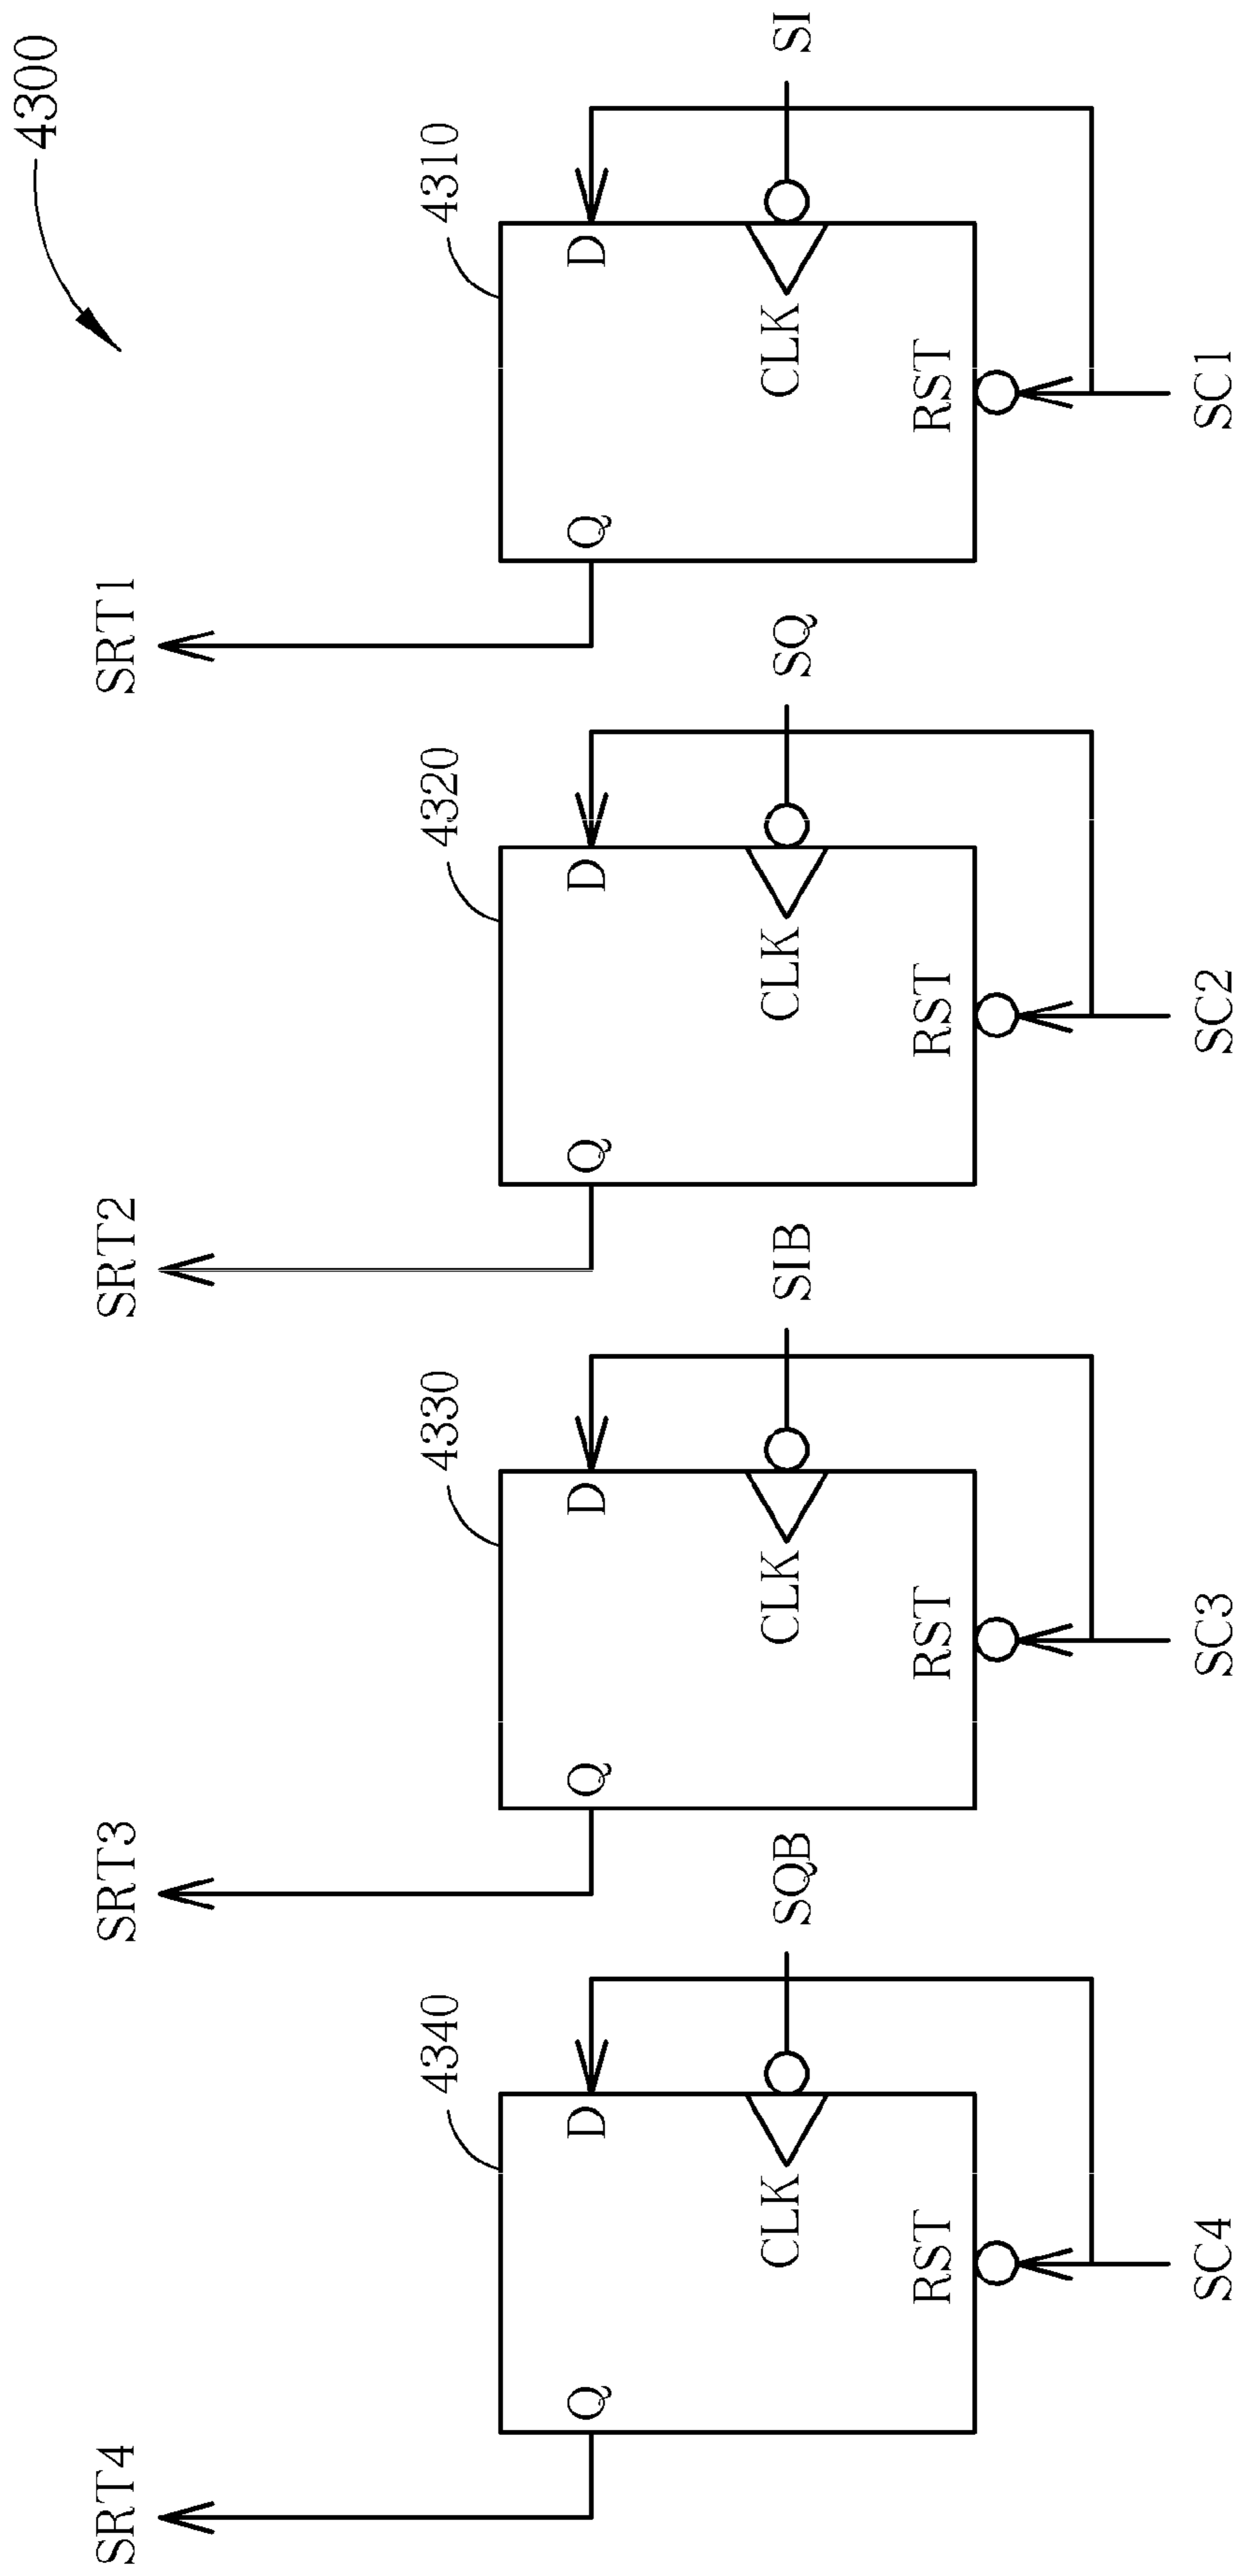 4300
SRT4
SRT3
SRT2
SRT1
4340
4330
4320
4310
Q
D
Q
D
Q
D
Q
D
CLK
SQB
CLK
SIB
CLK
SQ
CLK
SI
RST
RST
RST
RST
SC4
SC3
SC2
SC1